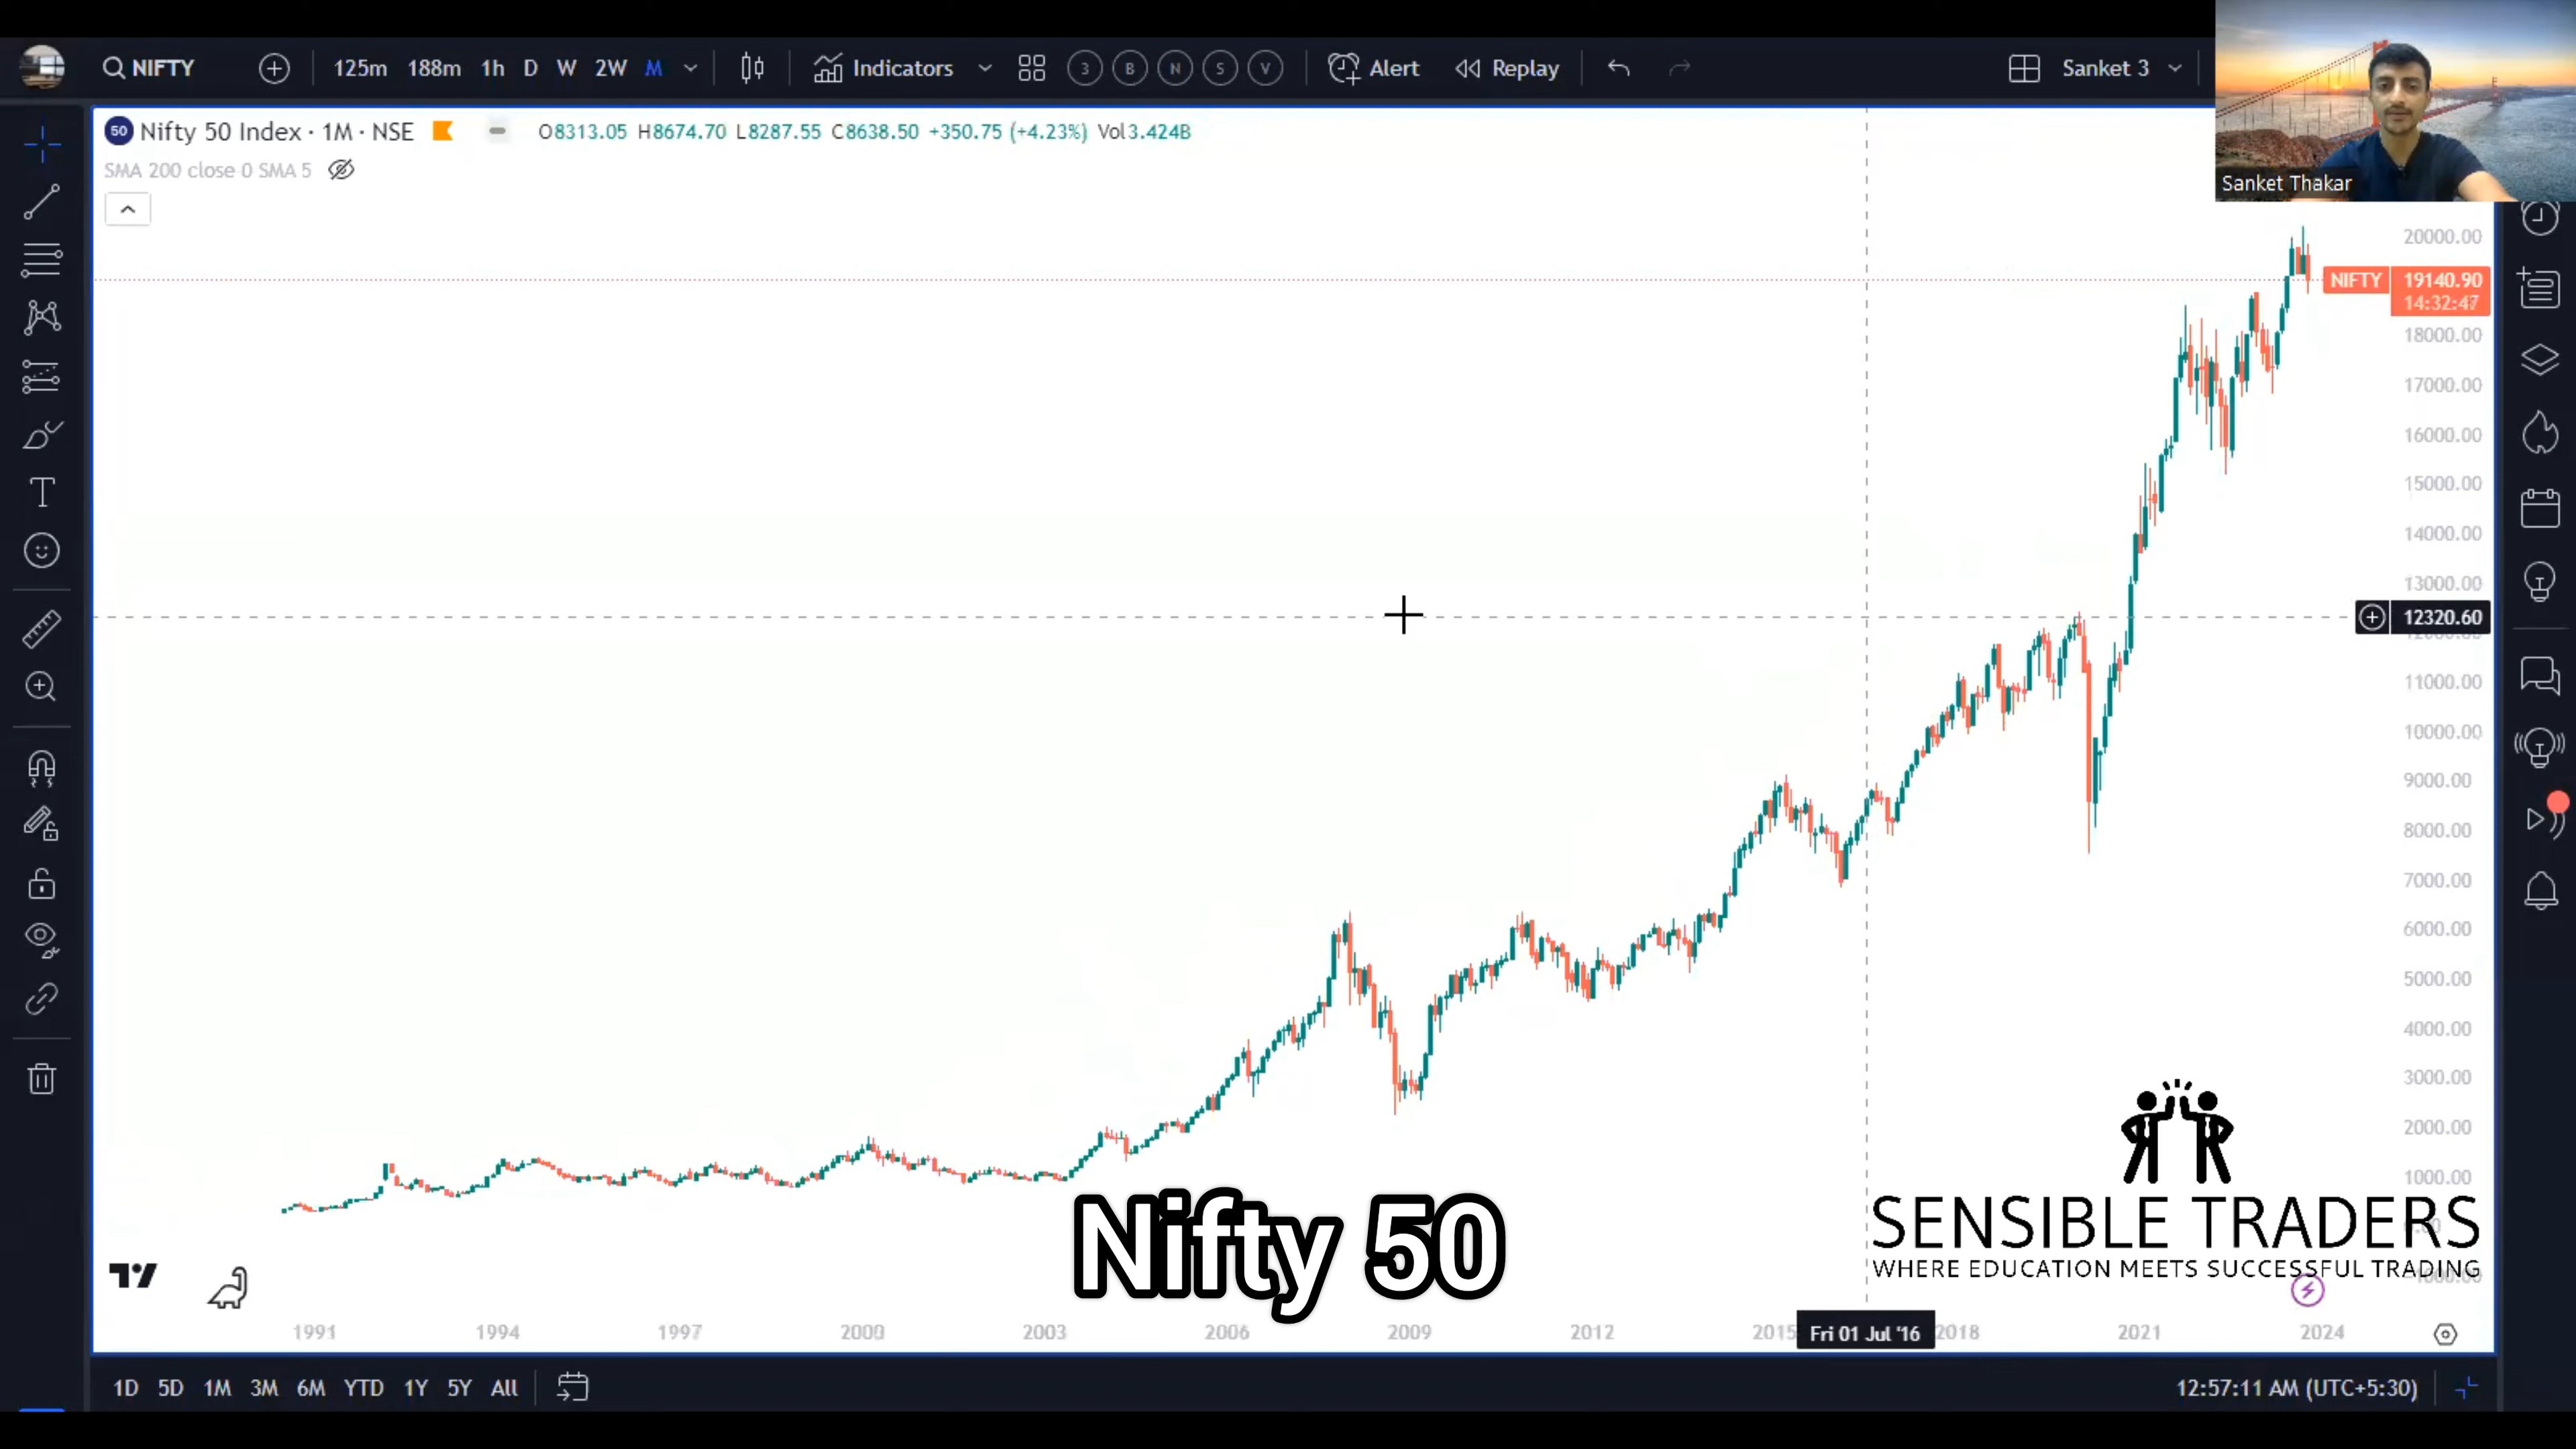 NIFTY
125m 188m 1h D W 2W M
Indicators
3 B N S V
Alert
Replay
Sanket 3
Sanket Thakar
50 Nifty 50 Index · 1M · NSE
O8313.05 H8674.70 L8287.55 C8638.50 +350.75 (+4.23%) Vol3.424B
SMA 200 close 0 SMA 5
20000.00
NIFTY 19140.90
14:32:47
18000.00
17000.00
16000.00
15000.00
14000.00
13000.00
12320.60
11000.00
10000.00
9000.00
8000.00
7000.00
6000.00
5000.00
4000.00
3000.00
2000.00
1000.00
SENSIBLE TRADERS
WHERE EDUCATION MEETS SUCCESSFUL TRADING
Nifty 50
1991 1994 1997 2000 2003 2006 2009 2012 2015 Fri 01 Jul '16 2018 2021 2024
1D 5D 1M 3M 6M YTD 1Y 5Y All
12:57:11 AM (UTC+5:30)